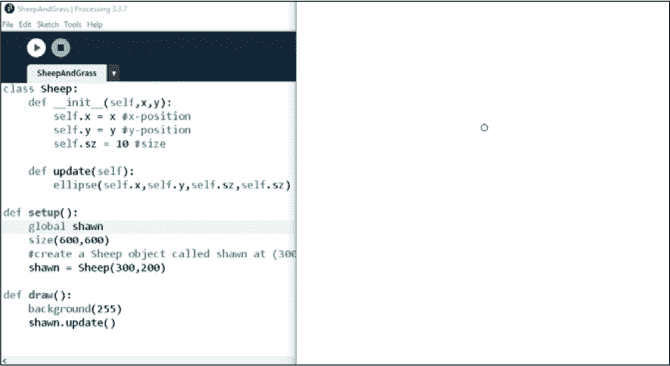 SheepAndGrass | Processing 3.3.7
File Edit Sketch Tools Help
SheepAndGrass
class Sheep:
    def __init__(self,x,y):
        self.x = x #x-position
        self.y = y #y-position
        self.sz = 10 #size
    def update(self):
        ellipse(self.x,self.y,self.sz,self.sz)
def setup():
    global shawn
    size(600,600)
    #create a Sheep object called shawn at (300
    shawn = Sheep(300,200)
def draw():
    background(255)
    shawn.update()